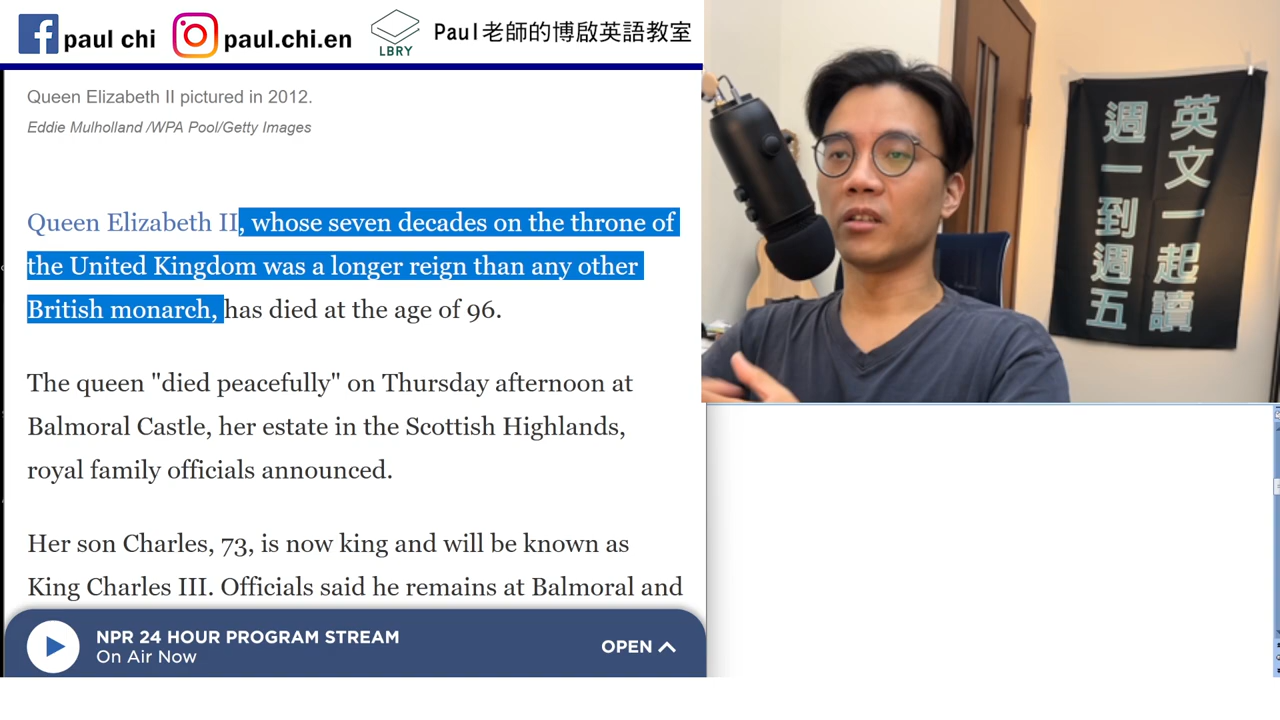 paul chi
paul.chi.en
LBRY
Paul老師的博啟英語教室
Queen Elizabeth II pictured in 2012.
Eddie Mulholland /WPA Pool/Getty Images
Queen Elizabeth II, whose seven decades on the throne of
the United Kingdom was a longer reign than any other
British monarch, has died at the age of 96.
The queen "died peacefully" on Thursday afternoon at
Balmoral Castle, her estate in the Scottish Highlands,
royal family officials announced.
Her son Charles, 73, is now king and will be known as
King Charles III. Officials said he remains at Balmoral and
NPR 24 HOUR PROGRAM STREAM
On Air Now
OPEN
英文一起讀
週一到週五